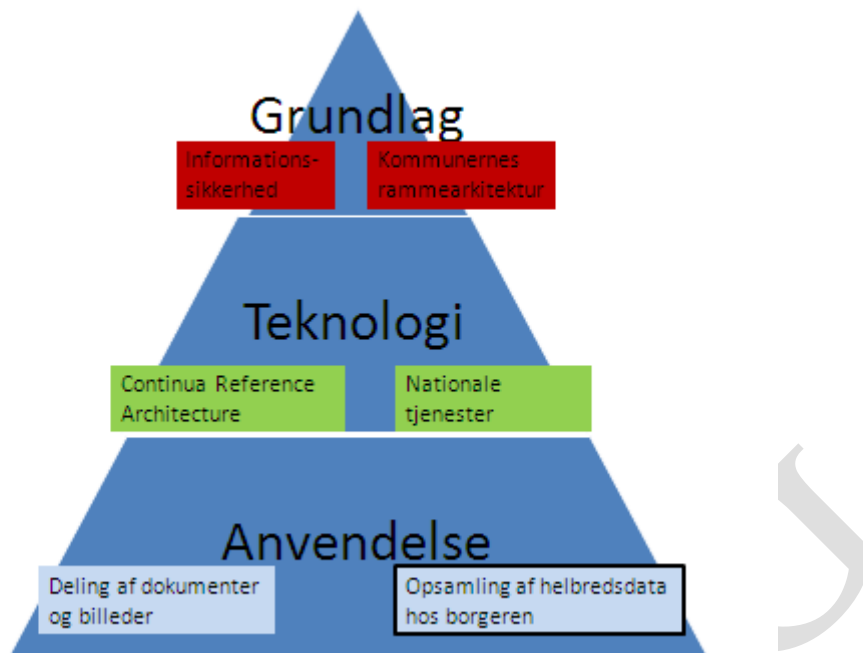 Grundlag
Informations-
sikkerhed
Kommunernes
rammearkitektur
Teknologi
Continua Reference
Architecture
Nationale
tjenester
Anvendelse
Deling af dokumenter
og billeder
Opsamling af helbredsdata
hos borgeren